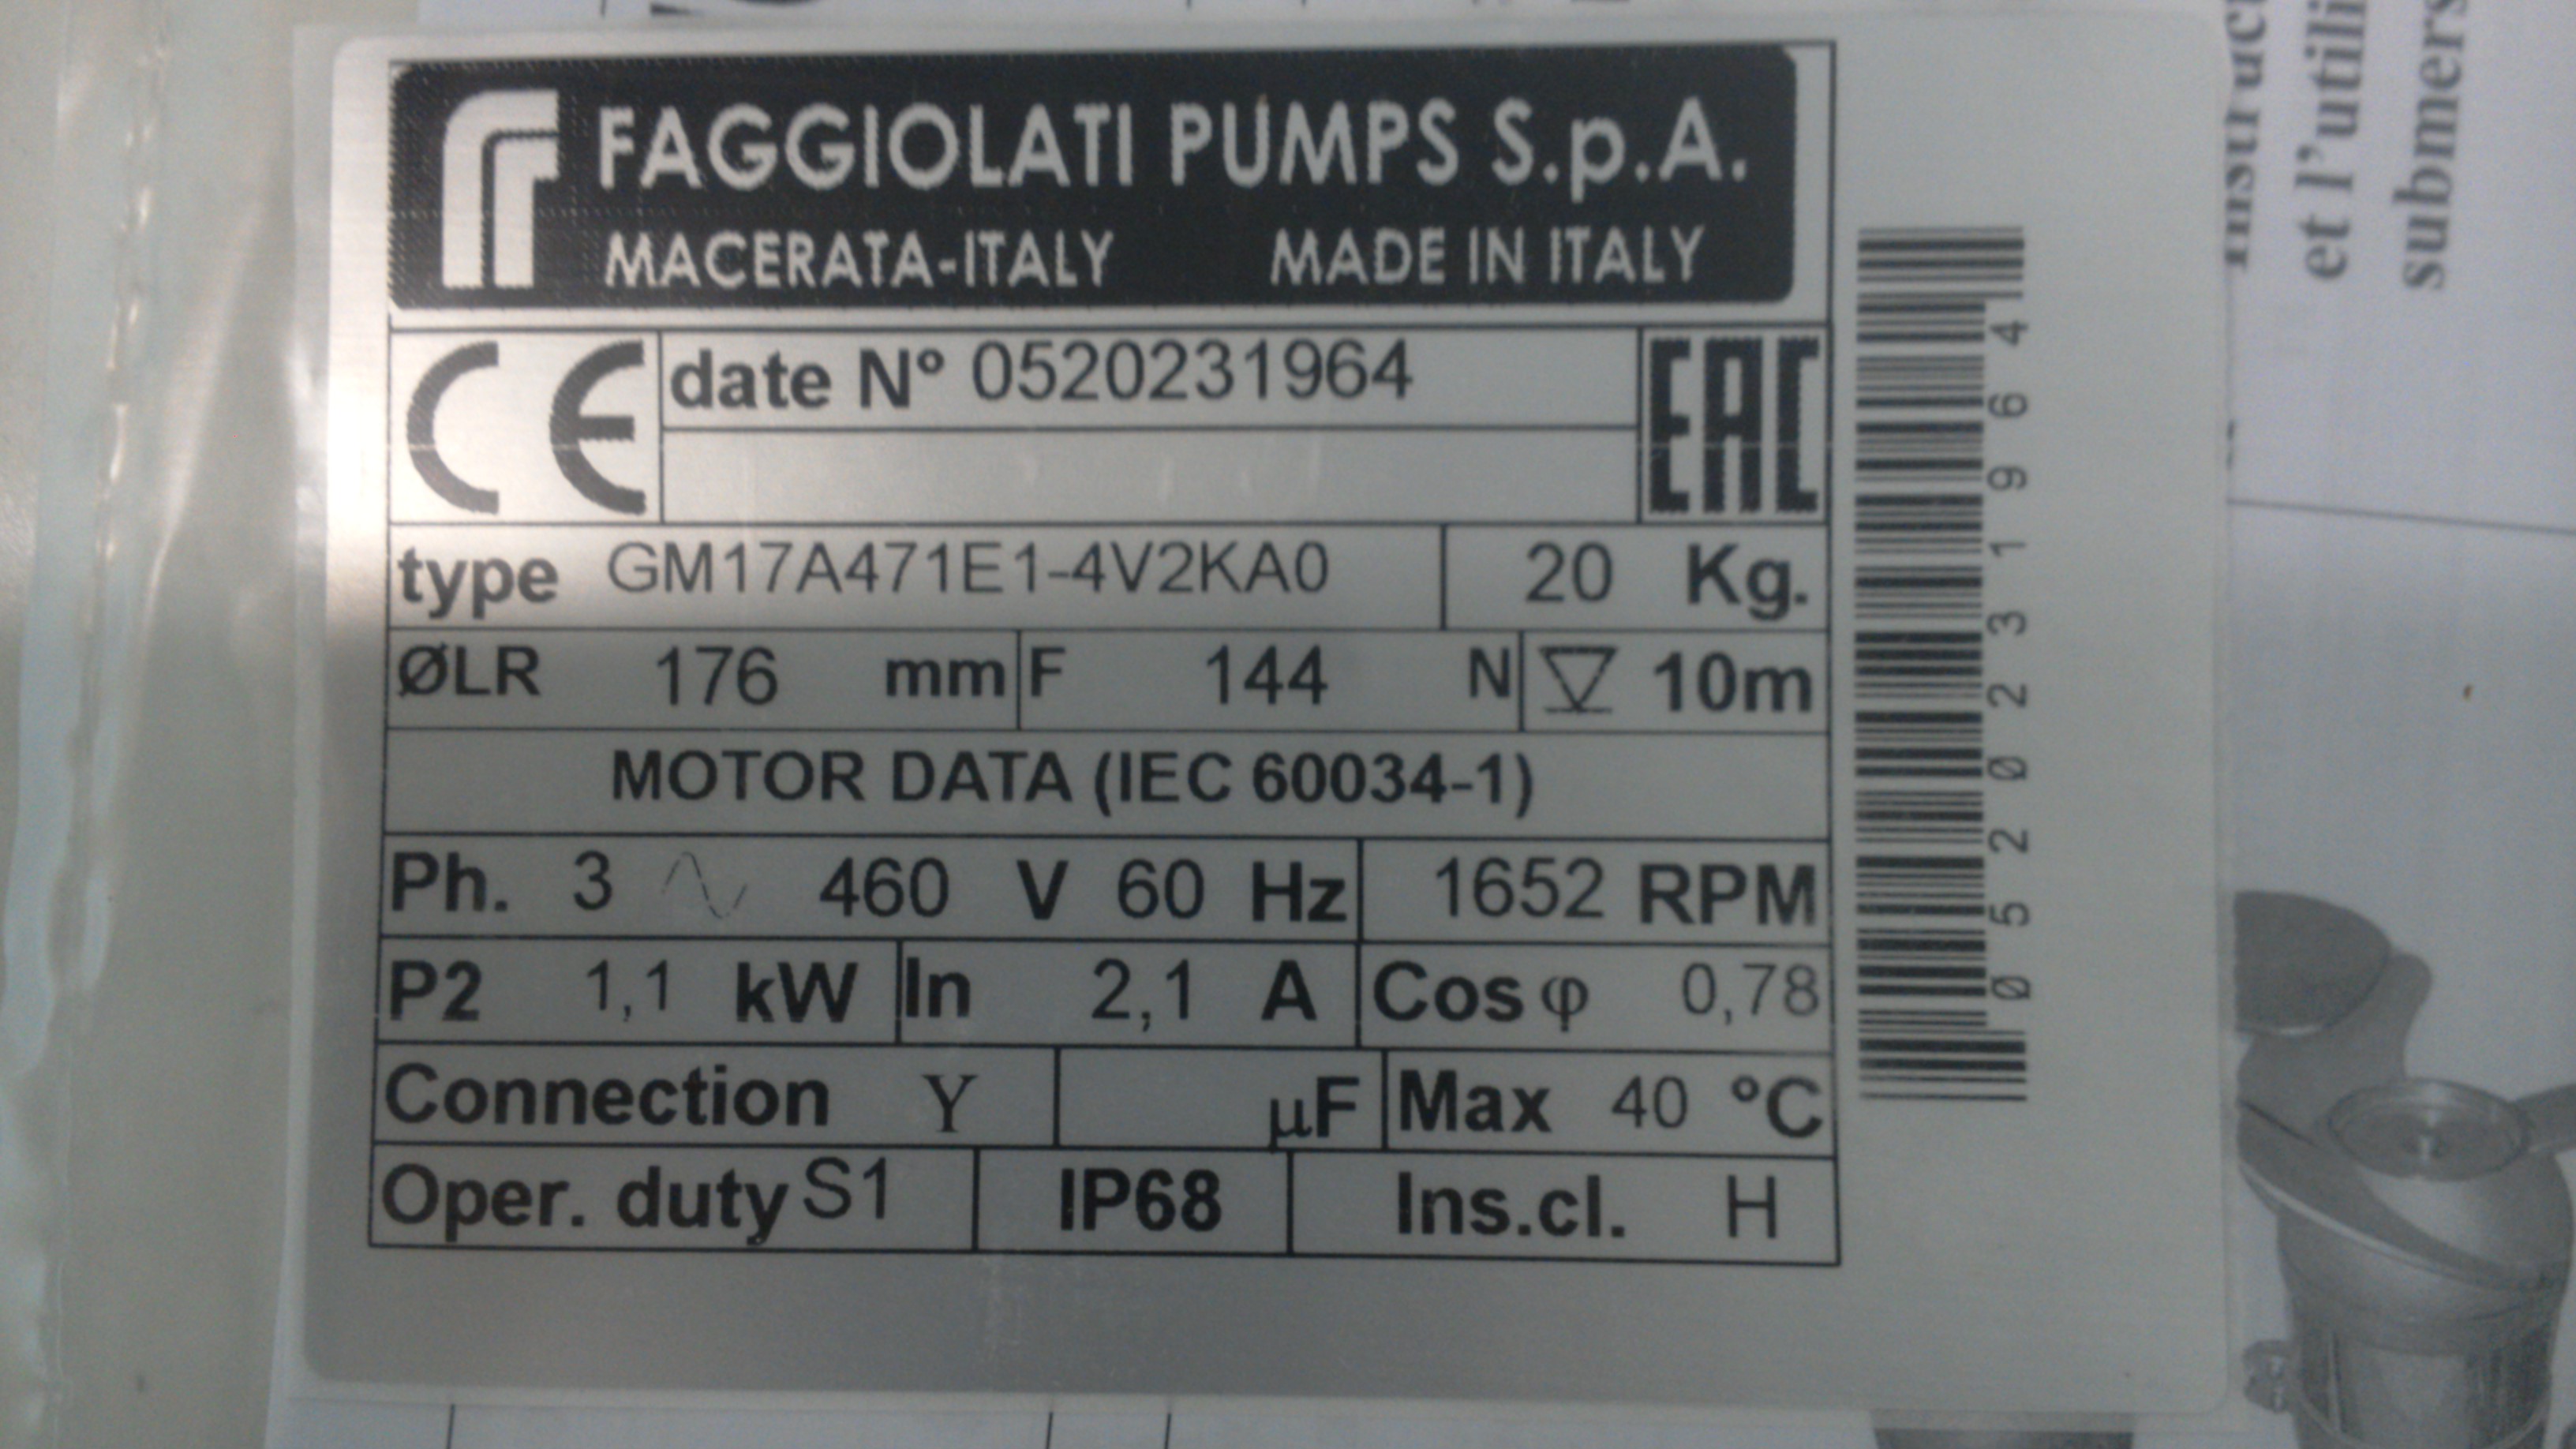 FAGGIOLATI PUMPS S.p.A.
MACERATA-ITALY MADE IN ITALY
CE date N° 0520231964 EAC
type GM17A471E1-4V2KA0 20 Kg.
ØLR 176 mm F 144 N 10m
MOTOR DATA (IEC 60034-1)
Ph. 3 460 V 60 Hz 1652 RPM
P2 1,1 kW In 2,1 A Cos φ 0,78
Connection Y µF Max 40 °C
Oper. duty S1 IP68 Ins.cl. H
0520231964
et l'utili
submers